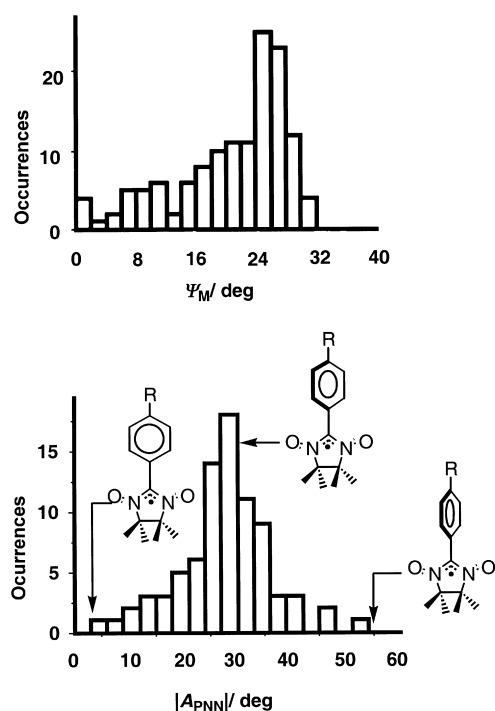 20
10
0
Occurrences
0 8 16 24 32 40
ΨM/ deg
R
R
O N N O
15
O N N O
R
10
Ocurrences
5
O N N O
0
0 10 20 30 40 50 60
|APNN|/ deg